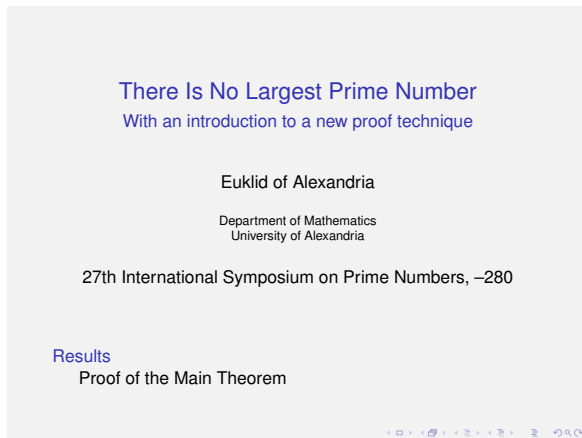 There Is No Largest Prime Number
With an introduction to a new proof technique
Euklid of Alexandria
Department of Mathematics
University of Alexandria
27th International Symposium on Prime Numbers, –280
Results
Proof of the Main Theorem